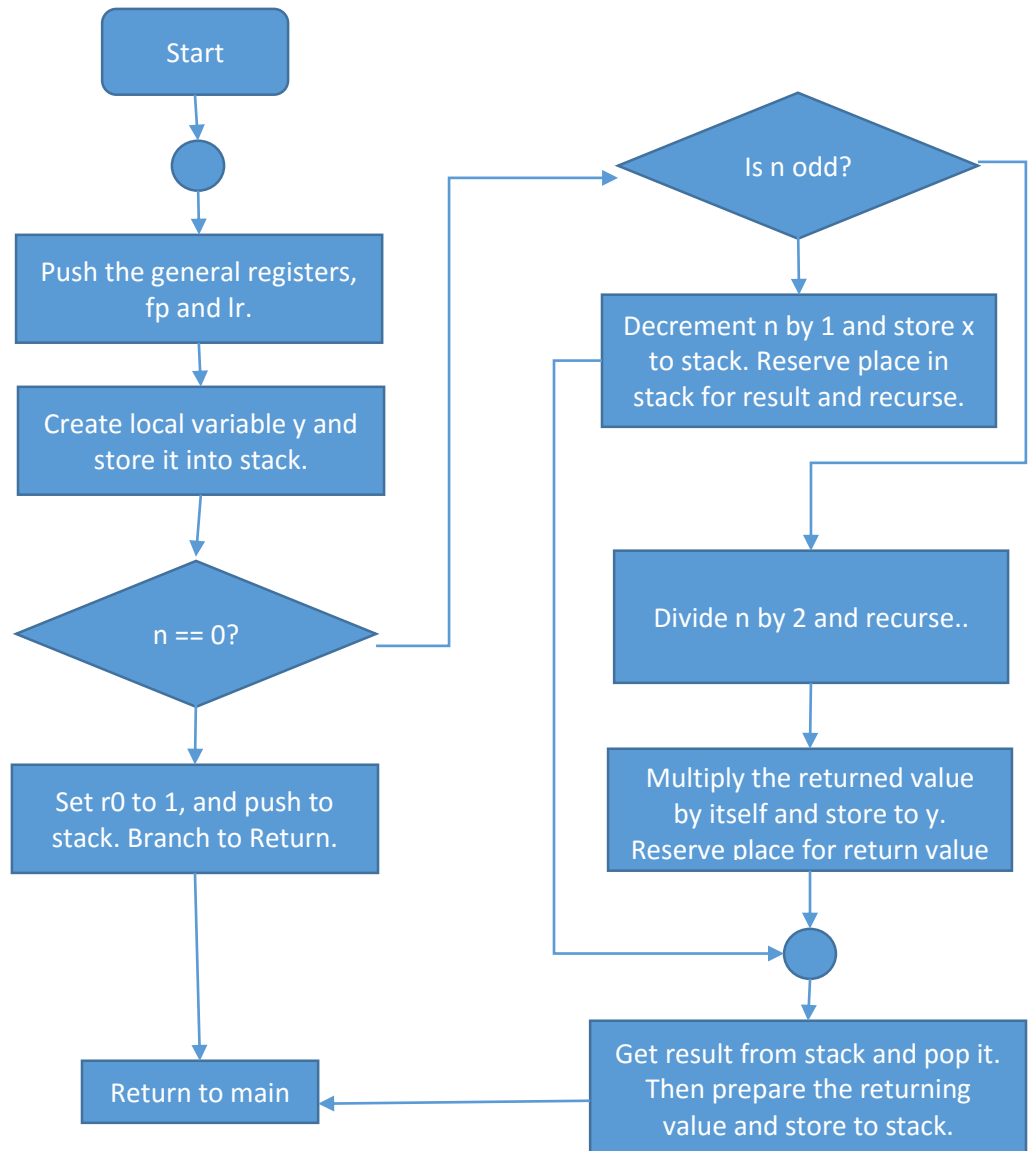 Start
Push the general registers,
fp and lr.
Create local variable y and
store it into stack.
n == 0?
Set r0 to 1, and push to
stack. Branch to Return.
Return to main
Is n odd?
Decrement n by 1 and store x
to stack. Reserve place in
stack for result and recurse.
Divide n by 2 and recurse..
Multiply the returned value
by itself and store to y.
Reserve place for return value
Get result from stack and pop it.
Then prepare the returning
value and store to stack.